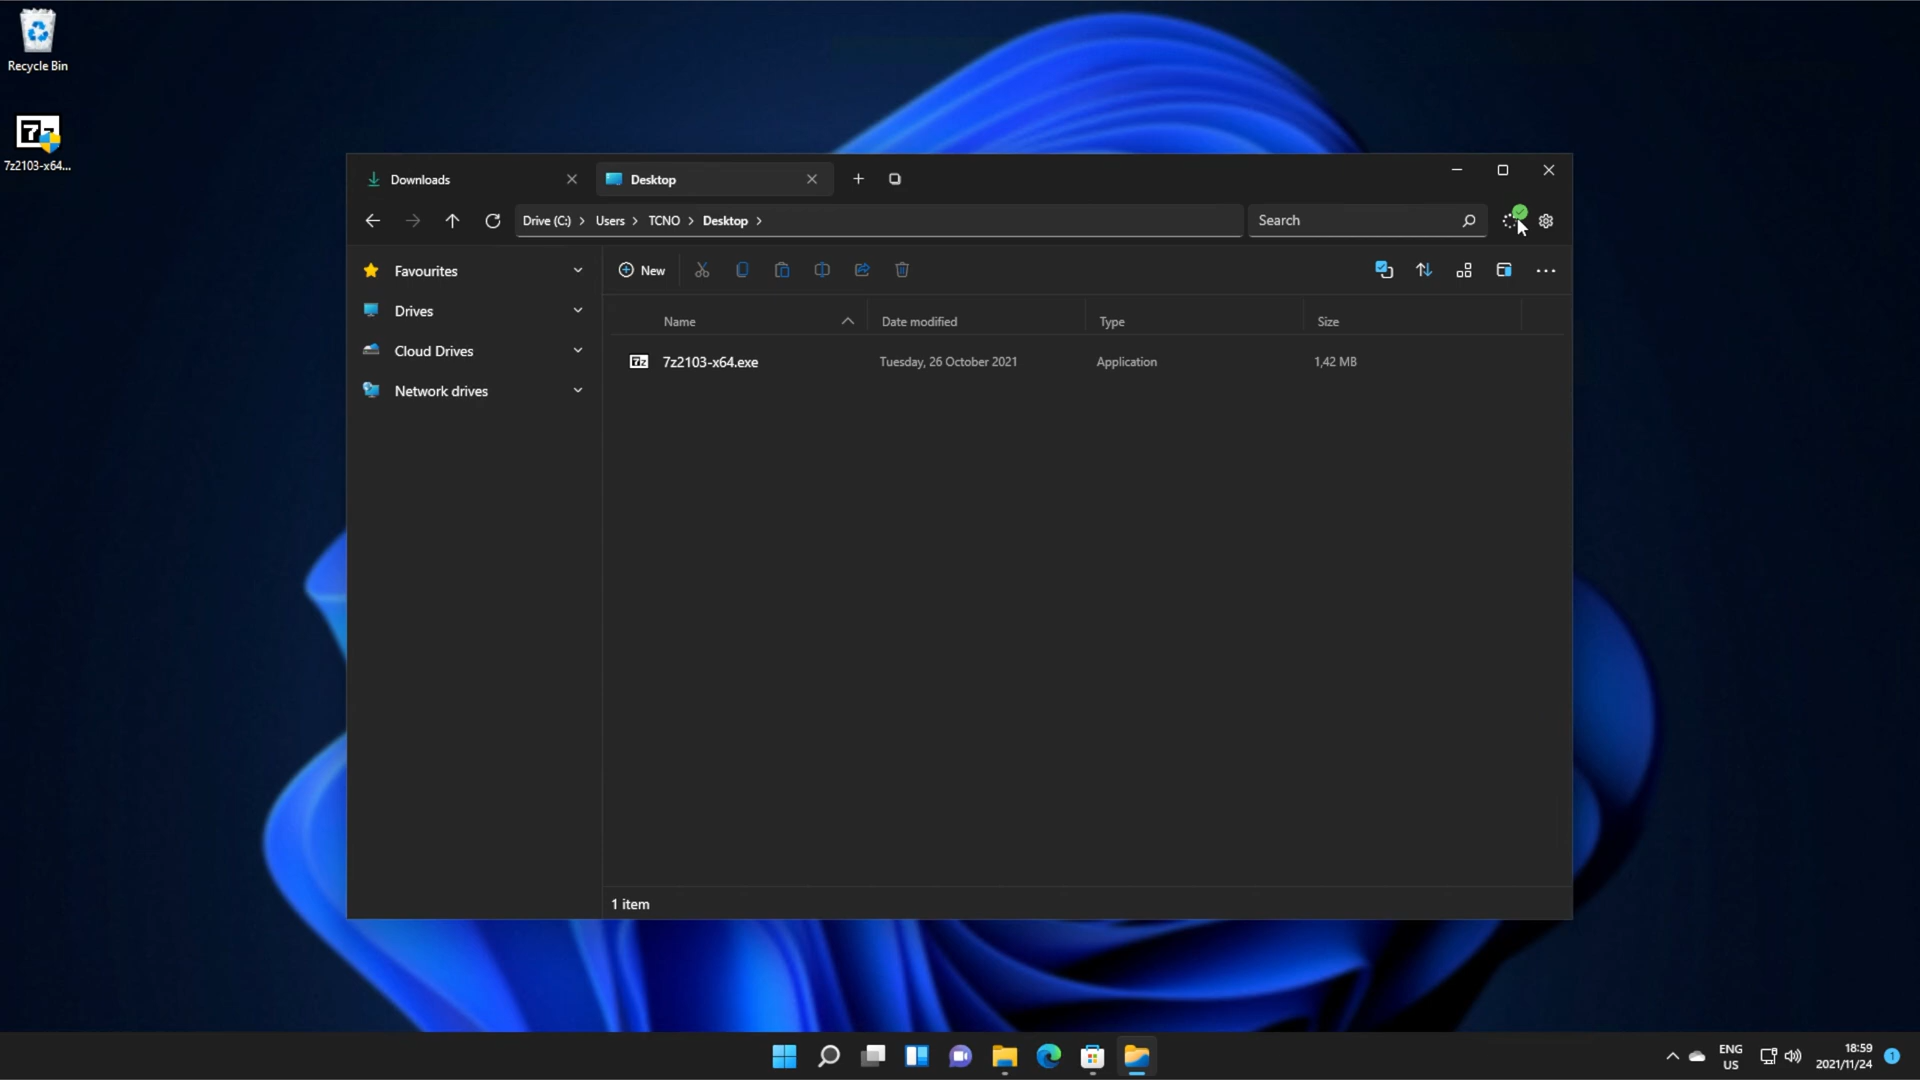 Recycle Bin
7z2103-x64...
Downloads
Desktop
Drive (C:)
Users
TCNO
Desktop
Search
Favourites
Drives
Cloud Drives
Network drives
New
Name
Date modified
Type
Size
7z
7z2103-x64.exe
Tuesday, 26 October 2021
Application
1,42 MB
1 item
ENG
US
18:59
2021/11/24
1